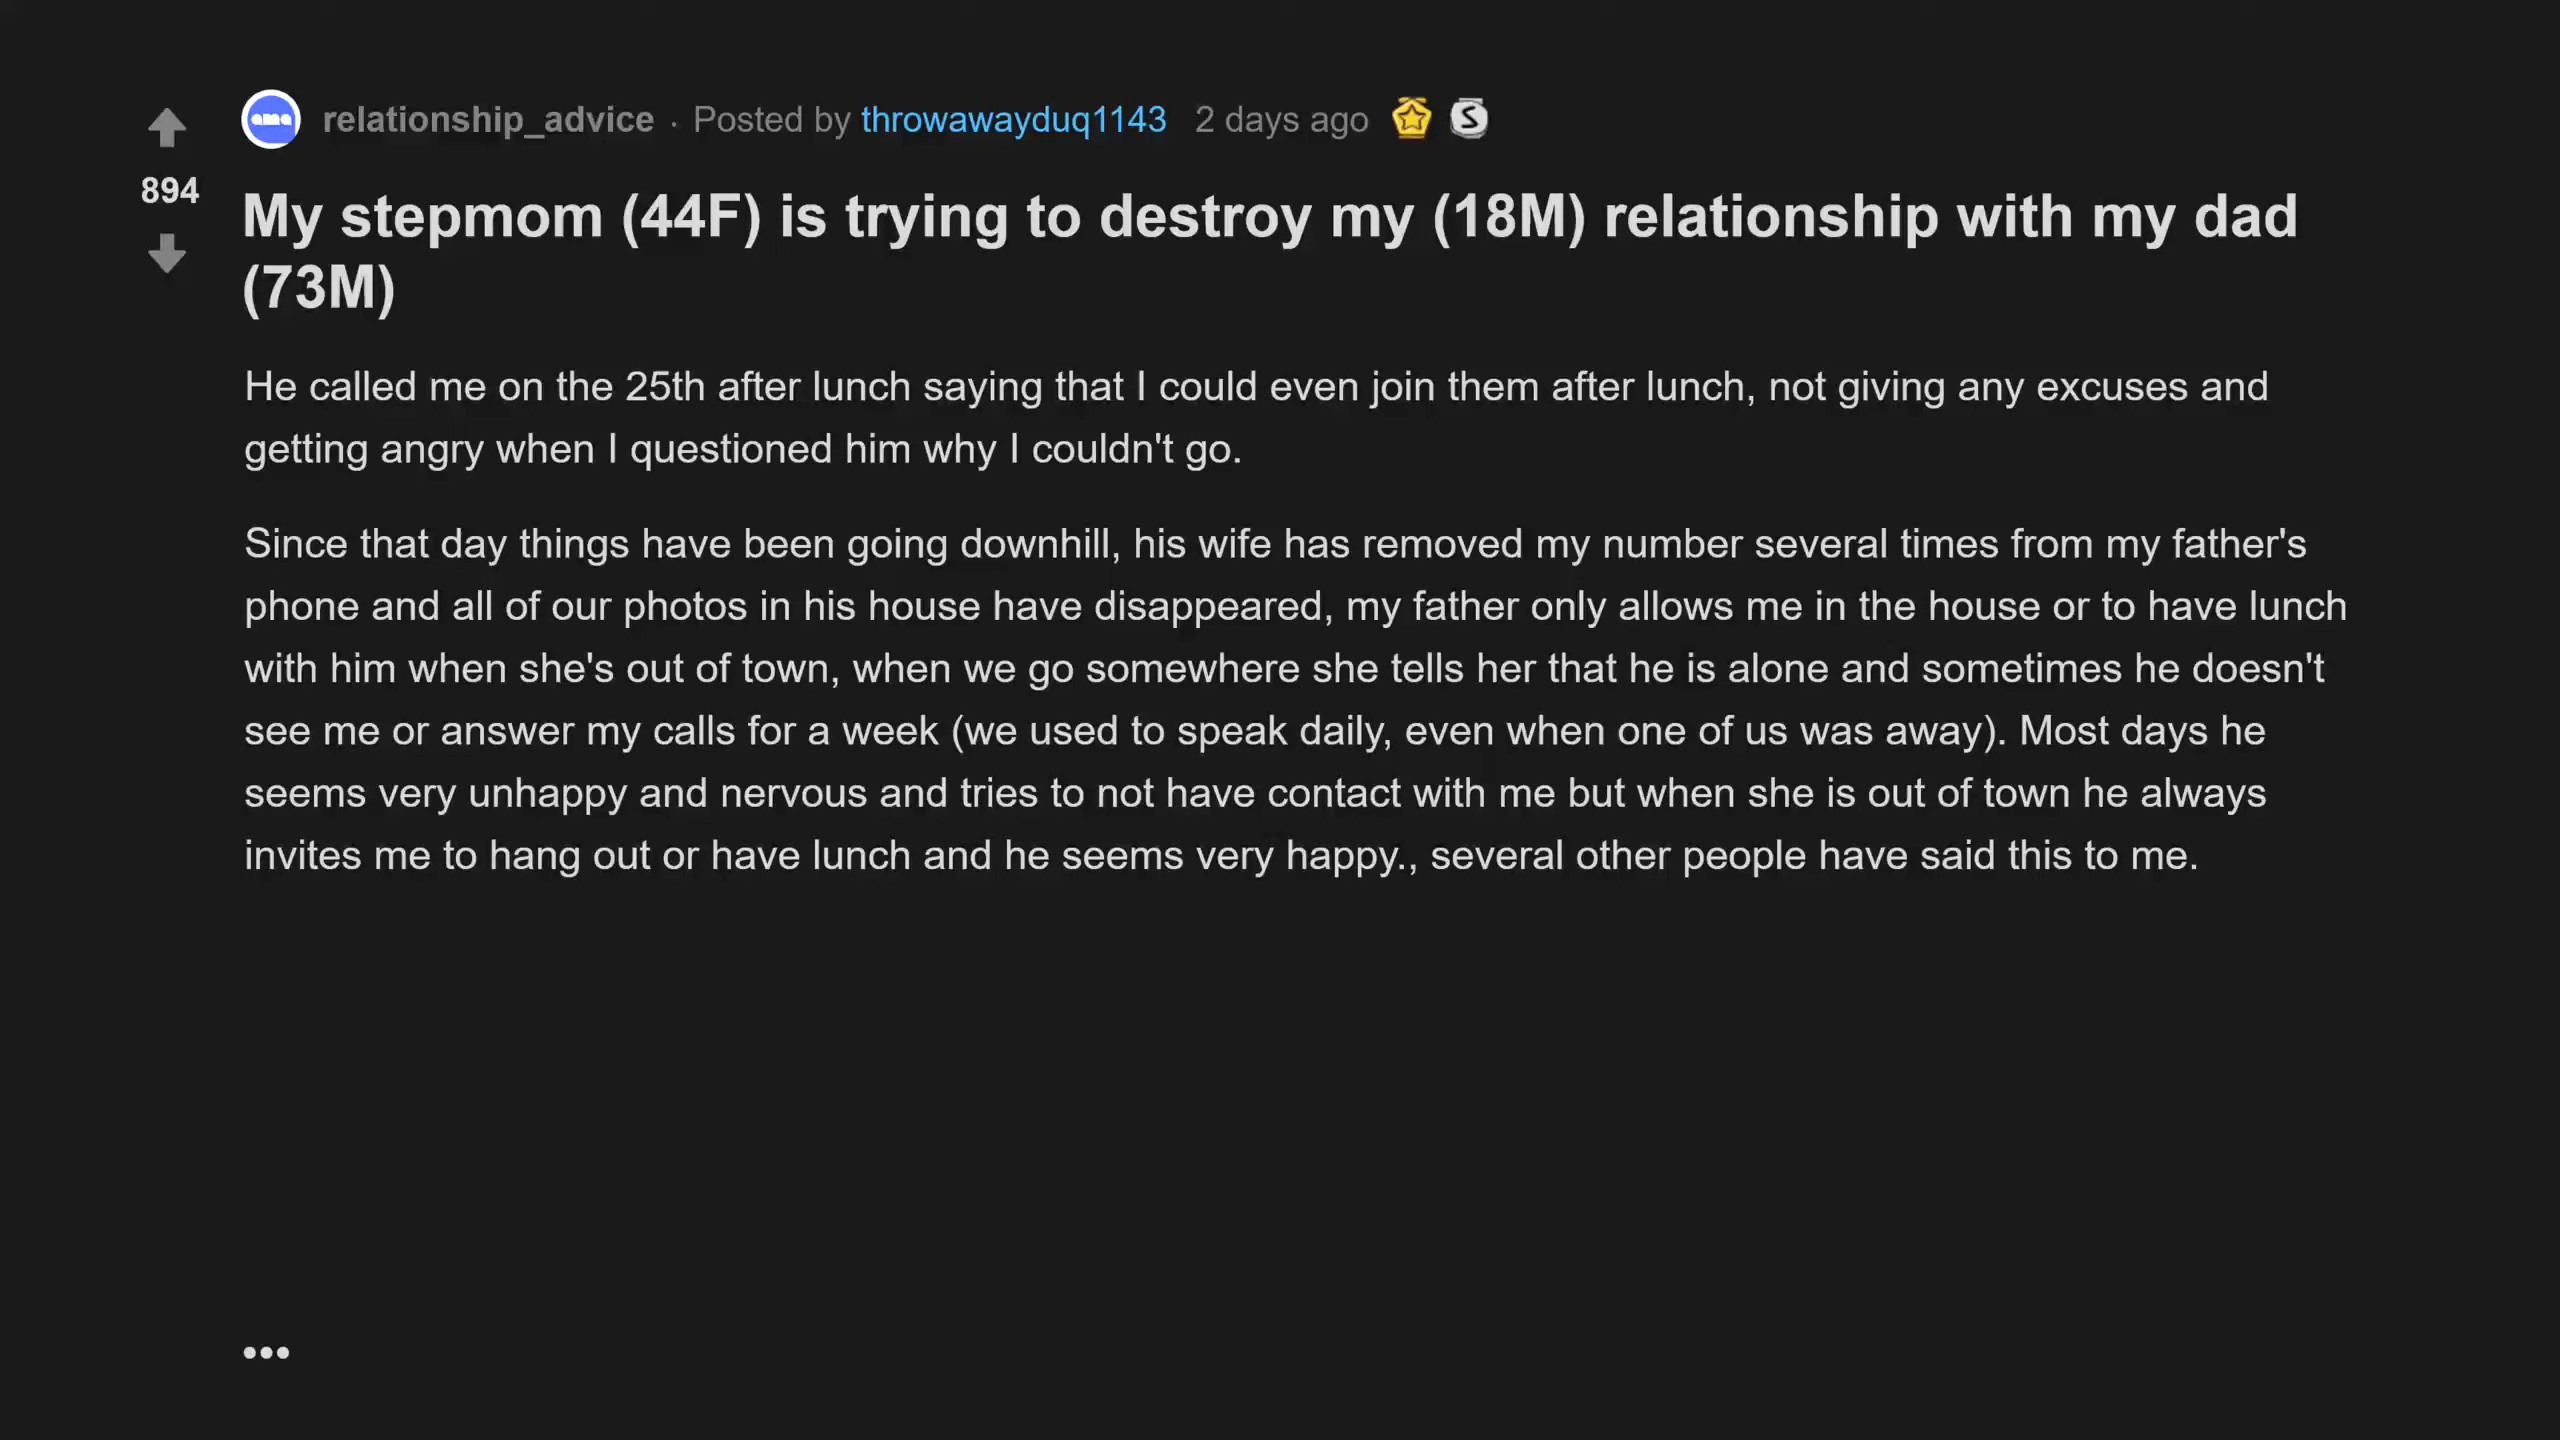 relationship_advice · Posted by throwawayduq1143 2 days ago
894
My stepmom (44F) is trying to destroy my (18M) relationship with my dad
(73M)
He called me on the 25th after lunch saying that I could even join them after lunch, not giving any excuses and
getting angry when I questioned him why I couldn't go.
Since that day things have been going downhill, his wife has removed my number several times from my father's
phone and all of our photos in his house have disappeared, my father only allows me in the house or to have lunch
with him when she's out of town, when we go somewhere she tells her that he is alone and sometimes he doesn't
see me or answer my calls for a week (we used to speak daily, even when one of us was away). Most days he
seems very unhappy and nervous and tries to not have contact with me but when she is out of town he always
invites me to hang out or have lunch and he seems very happy., several other people have said this to me.